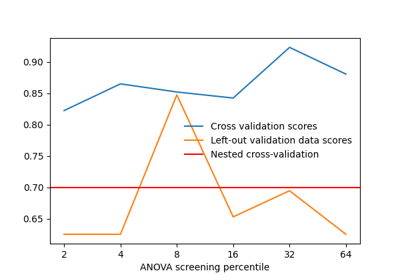 0.90
0.85
0.80
0.75
0.70
0.65
Cross validation scores
Left-out validation data scores
Nested cross-validation
2 4 8 16 32 64
ANOVA screening percentile